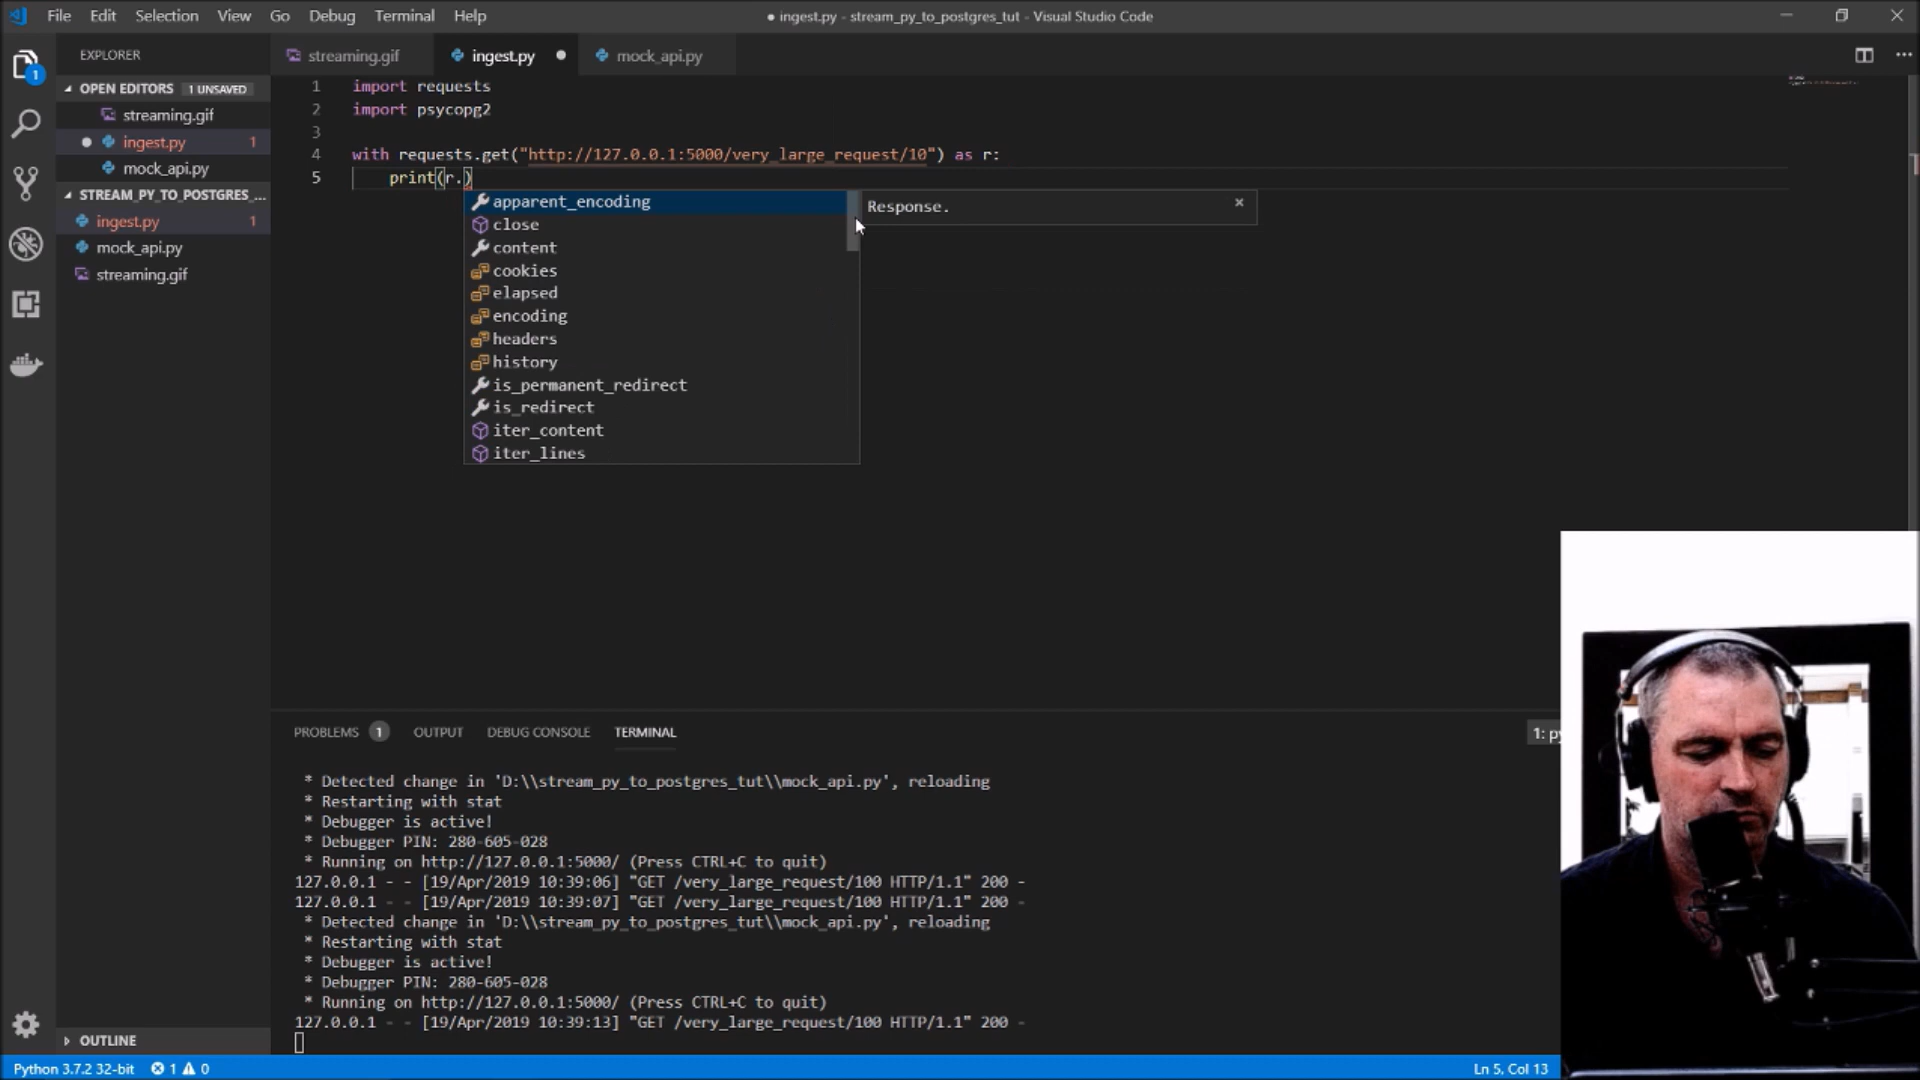 File Edit Selection View Go Debug Terminal Help
● ingest.py - stream_py_to_postgres_tut - Visual Studio Code
EXPLORER
1
OPEN EDITORS 1 UNSAVED
streaming.gif
ingest.py 1
mock_api.py
STREAM_PY_TO_POSTGRES_...
ingest.py 1
mock_api.py
streaming.gif
OUTLINE
streaming.gif ingest.py mock_api.py
1 import requests
2 import psycopg2
3
4 with requests.get("http://127.0.0.1:5000/very_large_request/10") as r:
5 print(r.)
apparent_encoding
close
content
cookies
elapsed
encoding
headers
history
is_permanent_redirect
is_redirect
iter_content
iter_lines
Response.
PROBLEMS 1 OUTPUT DEBUG CONSOLE TERMINAL
1: py
* Detected change in 'D:\\stream_py_to_postgres_tut\\mock_api.py', reloading
* Restarting with stat
* Debugger is active!
* Debugger PIN: 280-605-028
* Running on http://127.0.0.1:5000/ (Press CTRL+C to quit)
127.0.0.1 - - [19/Apr/2019 10:39:06] "GET /very_large_request/100 HTTP/1.1" 200 -
127.0.0.1 - - [19/Apr/2019 10:39:07] "GET /very_large_request/100 HTTP/1.1" 200 -
* Detected change in 'D:\\stream_py_to_postgres_tut\\mock_api.py', reloading
* Restarting with stat
* Debugger is active!
* Debugger PIN: 280-605-028
* Running on http://127.0.0.1:5000/ (Press CTRL+C to quit)
127.0.0.1 - - [19/Apr/2019 10:39:13] "GET /very_large_request/100 HTTP/1.1" 200 -
Python 3.7.2 32-bit 1 0
Ln 5, Col 13